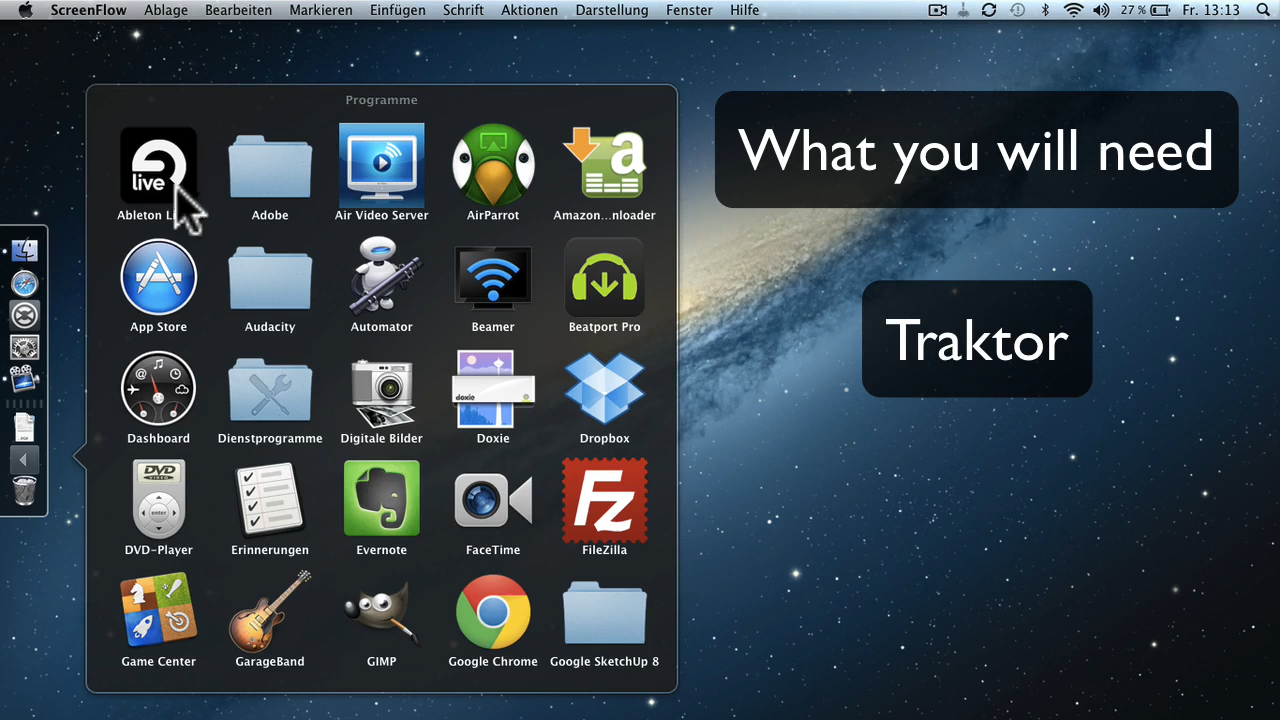 ScreenFlow Ablage Bearbeiten Markieren Einfügen Schrift Aktionen Darstellung Fenster Hilfe 27 % Fr. 13:13
Programme
What you will need
Traktor
live
a
Ableton L
Adobe
Air Video Server
AirParrot
Amazon...nloader
App Store
Audacity
Automator
Beamer
Beatport Pro
doxie
Dashboard
Dienstprogramme
Digitale Bilder
Doxie
Dropbox
DVD
enter
Fz
DVD-Player
Erinnerungen
Evernote
FaceTime
FileZilla
Game Center
GarageBand
GIMP
Google Chrome
Google SketchUp 8